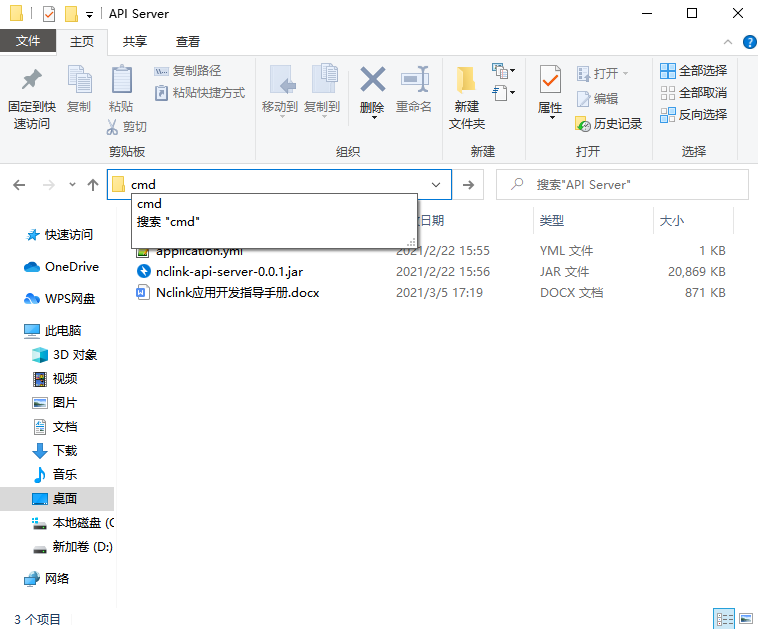 API Server
文件 主页 共享 查看
固定到快速访问
复制
粘贴
复制路径
粘贴快捷方式
剪切
剪贴板
移动到
复制到
删除
重命名
组织
新建
文件夹
新建
属性
打开
编辑
历史记录
打开
全部选择
全部取消
反向选择
选择
cmd
搜索"API Server"
cmd
搜索 "cmd"
日期 类型 大小
application.yml 2021/2/22 15:55 YML 文件 1 KB
nclink-api-server-0.0.1.jar 2021/2/22 15:56 JAR 文件 20,869 KB
Nclink应用开发指导手册.docx 2021/3/5 17:19 DOCX 文档 871 KB
快速访问
OneDrive
WPS网盘
此电脑
3D 对象
视频
图片
文档
下载
音乐
桌面
本地磁盘 (C
新加卷 (D:)
网络
3 个项目